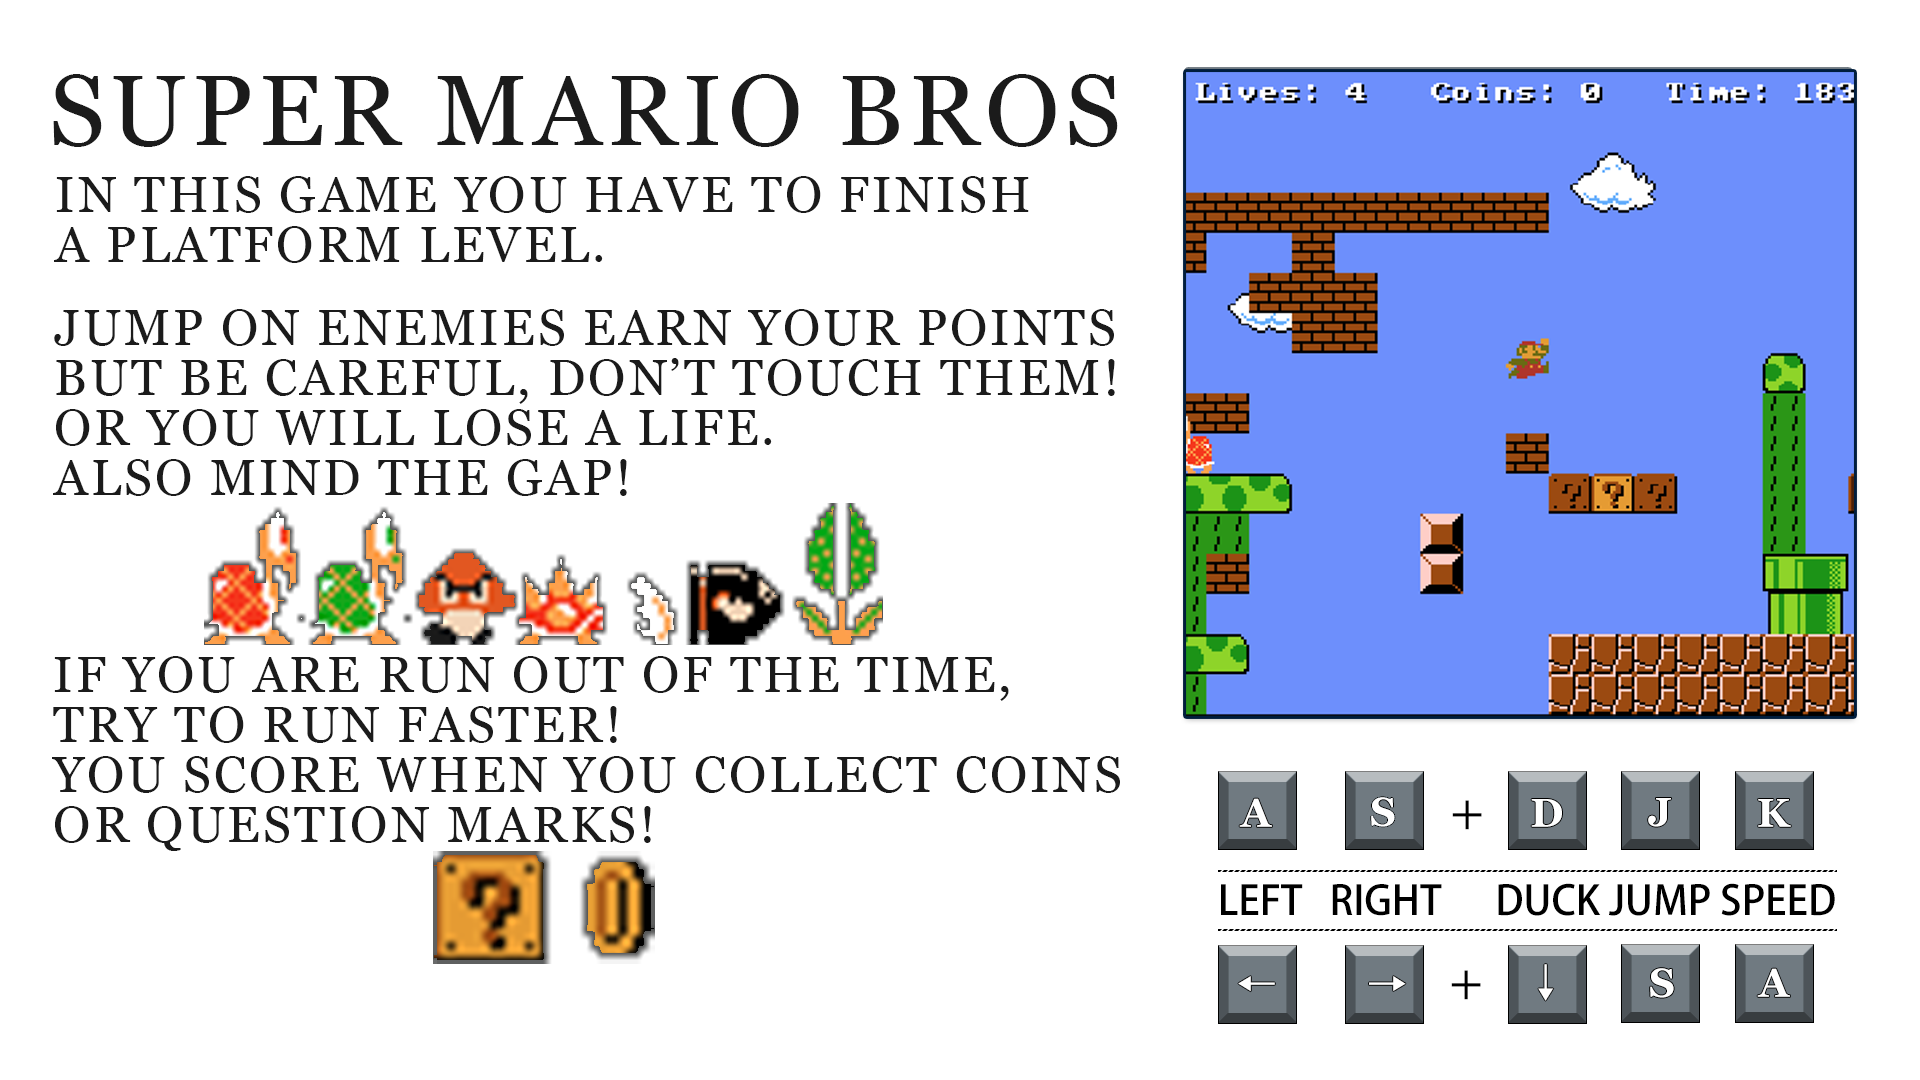 SUPER MARIO BROS
IN THIS GAME YOU HAVE TO FINISH
A PLATFORM LEVEL.
JUMP ON ENEMIES EARN YOUR POINTS
BUT BE CAREFUL, DON’T TOUCH THEM!
OR YOU WILL LOSE A LIFE.
ALSO MIND THE GAP!
IF YOU ARE RUN OUT OF THE TIME,
TRY TO RUN FASTER!
YOU SCORE WHEN YOU COLLECT COINS
OR QUESTION MARKS!
?
Lives: 4 Coins: 0 Time: 183
? ? ?
A S + D J K
LEFT RIGHT DUCK JUMP SPEED
← → + ↓ S A